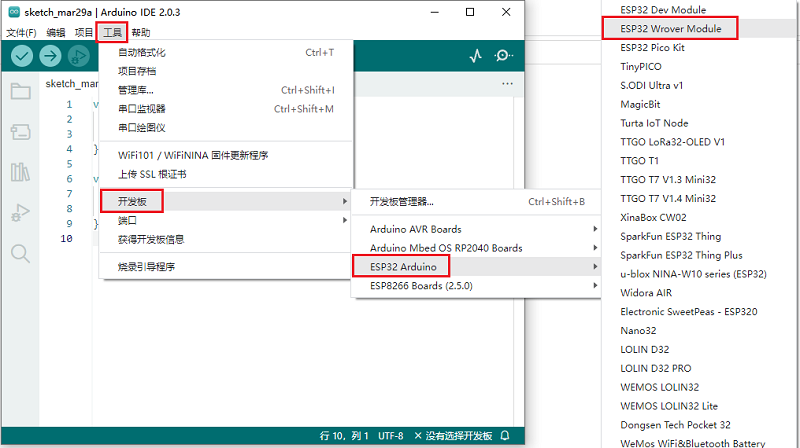 sketch_mar29a | Arduino IDE 2.0.3
文件(F) 编辑 项目 工具 帮助
sketch_mar
自动格式化 Ctrl+T
项目存档
管理库... Ctrl+Shift+I
串口监视器 Ctrl+Shift+M
串口绘图仪
WiFi101 / WiFiNINA 固件更新程序
上传 SSL 根证书
开发板
端口
获得开发板信息
烧录引导程序
1 v
2
3
4 }
5
6 v
7
8
9 }
10
开发板管理器... Ctrl+Shift+B
Arduino AVR Boards
Arduino Mbed OS RP2040 Boards
ESP32 Arduino
ESP8266 Boards (2.5.0)
ESP32 Dev Module
ESP32 Wrover Module
ESP32 Pico Kit
TinyPICO
S.ODI Ultra v1
MagicBit
Turta IoT Node
TTGO LoRa32-OLED V1
TTGO T1
TTGO T7 V1.3 Mini32
TTGO T7 V1.4 Mini32
XinaBox CW02
SparkFun ESP32 Thing
SparkFun ESP32 Thing Plus
u-blox NINA-W10 series (ESP32)
Widora AIR
Electronic SweetPeas - ESP320
Nano32
LOLIN D32
LOLIN D32 PRO
WEMOS LOLIN32
WEMOS LOLIN32 Lite
Dongsen Tech Pocket 32
WeMos WiFi&Bluetooth Battery
行 10，列 1 UTF-8 没有选择开发板